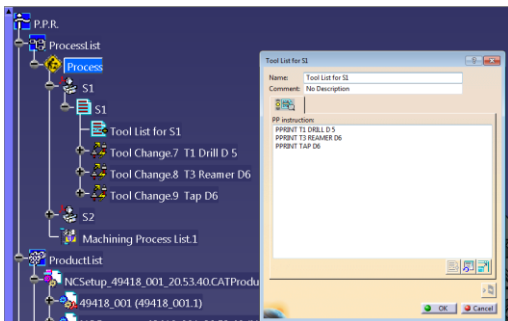 P.P.R.
ProcessList
Process
S1
S1
Tool List for S1
Tool Change.7 T1 Drill D 5
Tool Change.8 T3 Reamer D6
Tool Change.9 Tap D6
S2
Machining Process List.1
ProductList
NCSetup_49418_001_20.53.40.CATProdu
49418_001 (49418_001.1)
Tool List for S1
Name: Tool List for S1
Comment: No Description
PP instruction:
PPRINT T1 DRILL D 5
PPRINT T3 REAMER D6
PPRINT TAP D6
OK Cancel